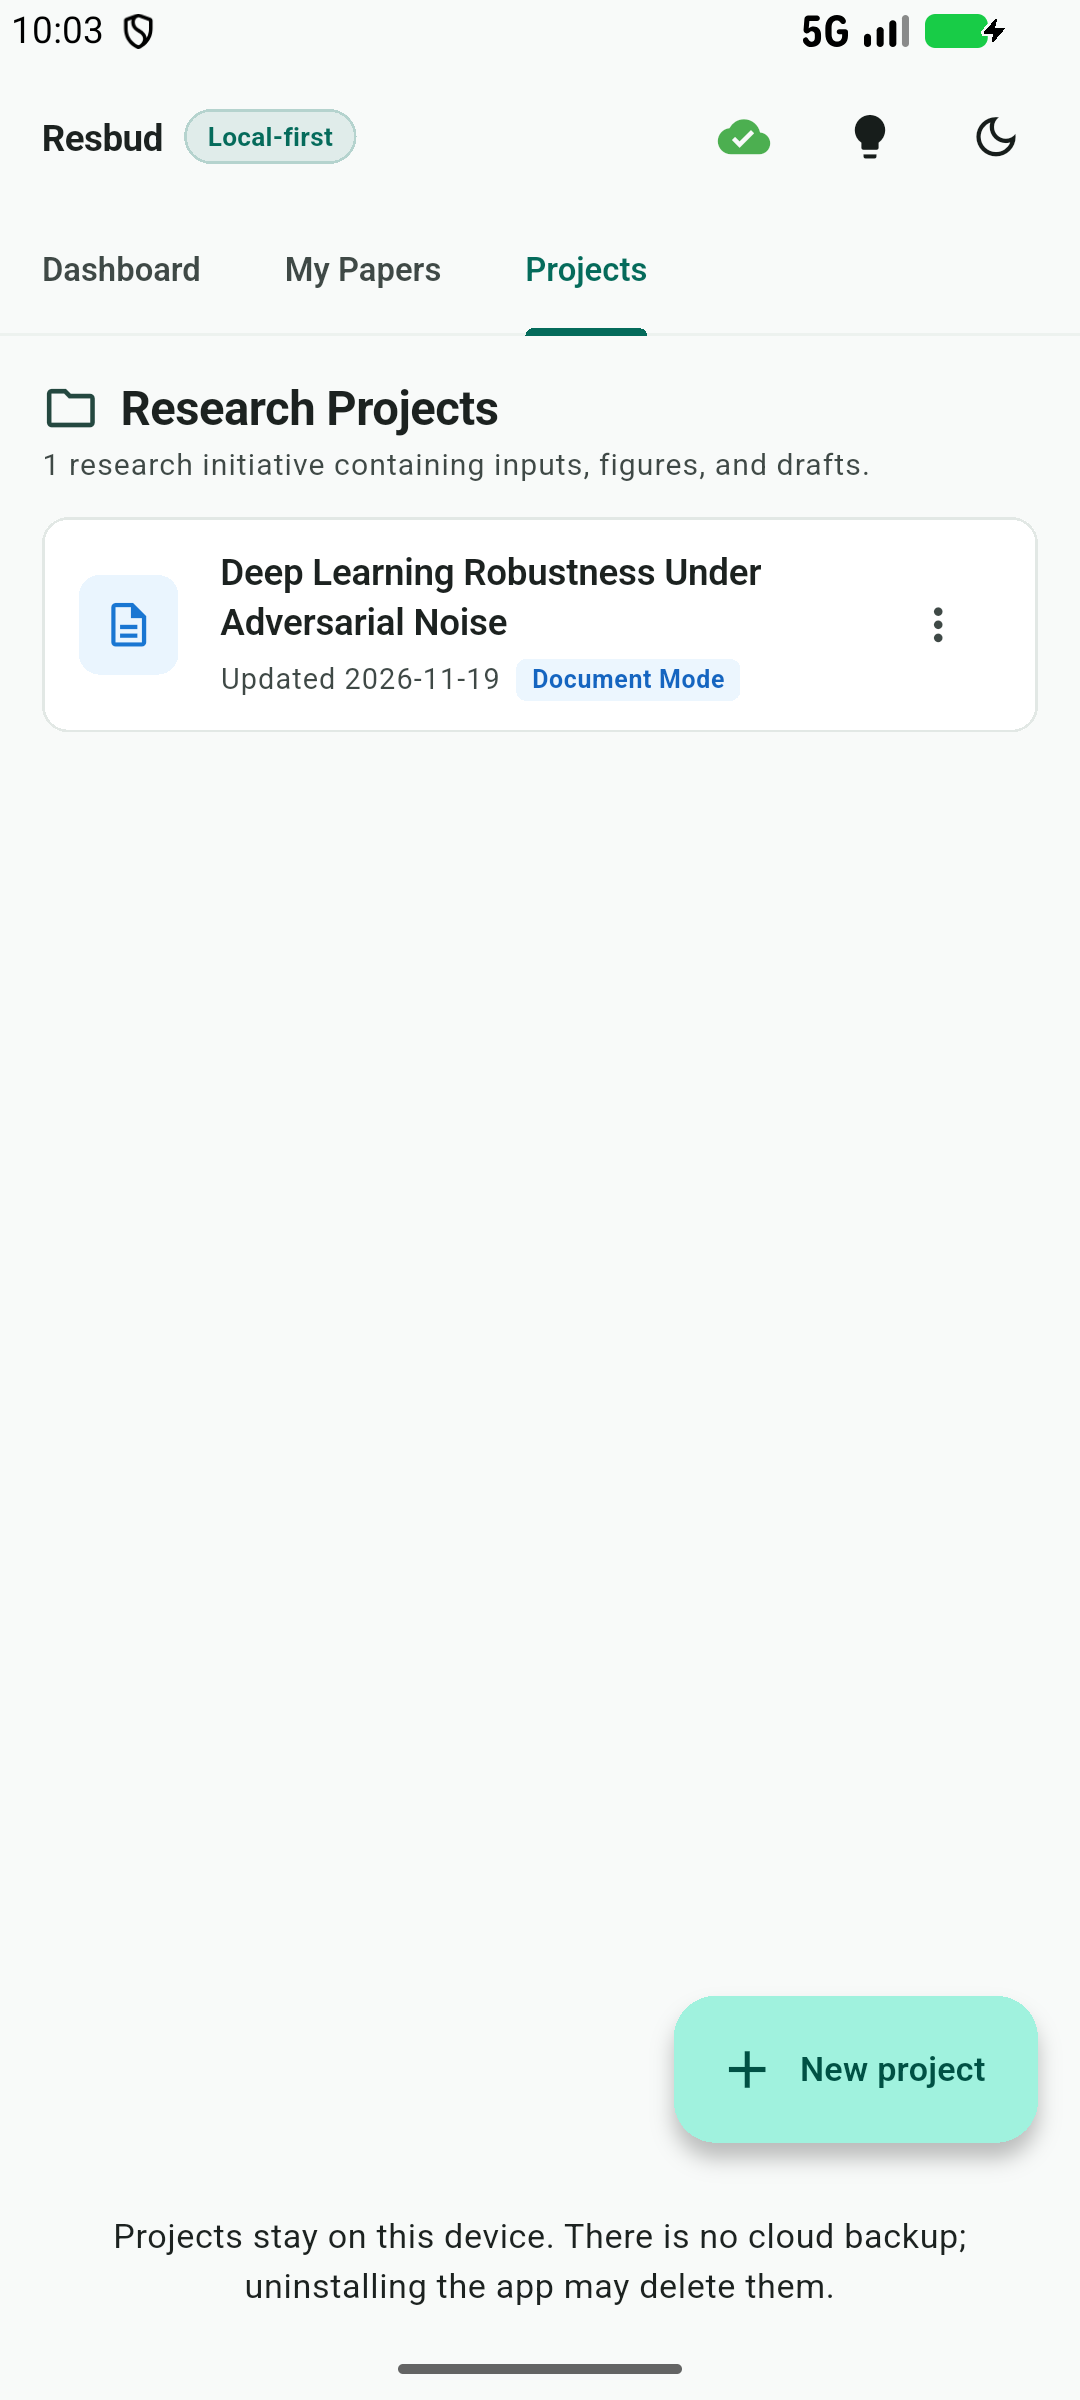 10:03
5G
Resbud
Local-first
Dashboard
My Papers
Projects
Research Projects
1 research initiative containing inputs, figures, and drafts.
Deep Learning Robustness Under
Adversarial Noise
Updated 2026-11-19
Document Mode
New project
Projects stay on this device. There is no cloud backup;
uninstalling the app may delete them.